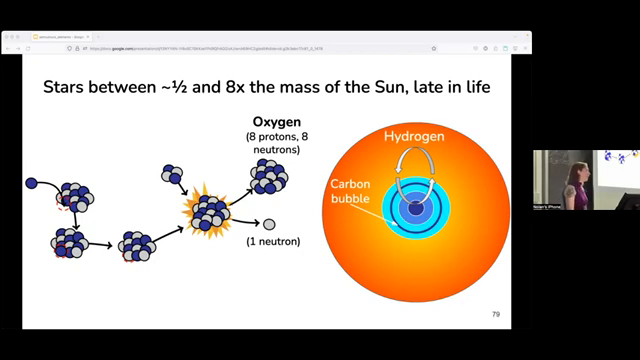 Stars between ~½ and 8x the mass of the Sun, late in life
Oxygen
(8 protons, 8
neutrons)
(1 neutron)
Hydrogen
Carbon
bubble
79
Nolan's iPhone